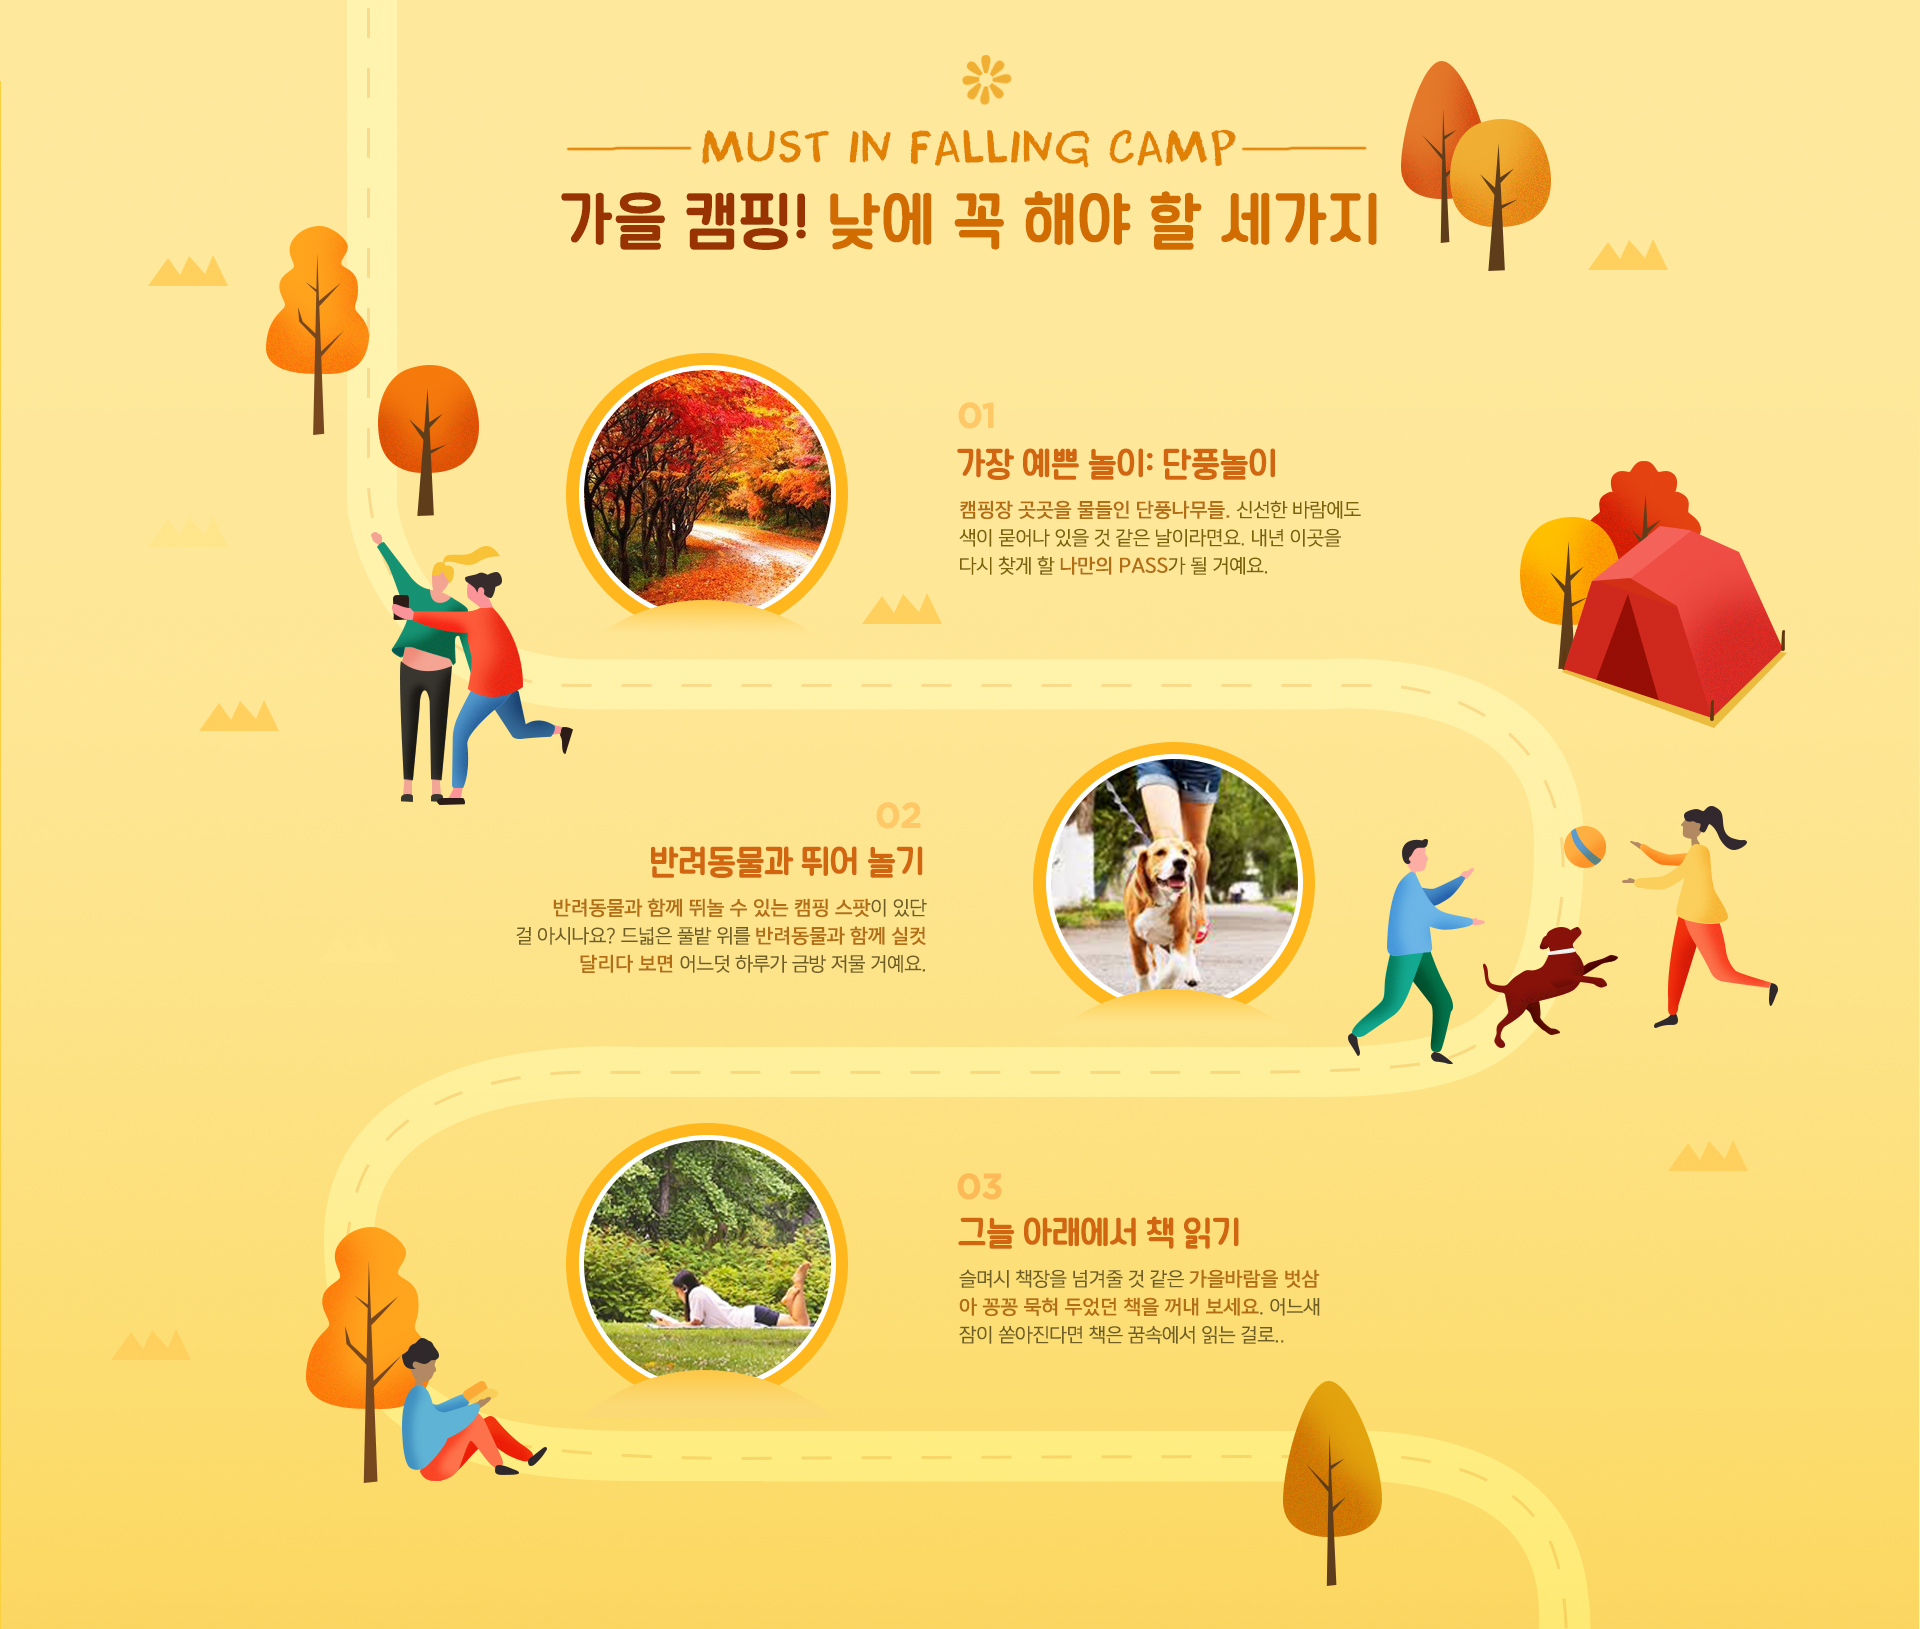 MUST IN FALLING CAMP
가을 캠핑! 낮에 꼭 해야 할 세가지
01
가장 예쁜 놀이: 단풍놀이
캠핑장 곳곳을 물들인 단풍나무들. 신선한 바람에도
색이 묻어나 있을 것 같은 날이라면요. 내년 이곳을
다시 찾게 할 나만의 PASS가 될 거예요.
02
반려동물과 뛰어 놀기
반려동물과 함께 뛰놀 수 있는 캠핑 스팟이 있단
걸 아시나요? 드넓은 풀밭 위를 반려동물과 함께 실컷
달리다 보면 어느덧 하루가 금방 저물 거예요.
03
그늘 아래에서 책 읽기
슬며시 책장을 넘겨줄 것 같은 가을바람을 벗삼
아 꽁꽁 묵혀 두었던 책을 꺼내 보세요. 어느새
잠이 쏟아진다면 책은 꿈속에서 읽는 걸로..